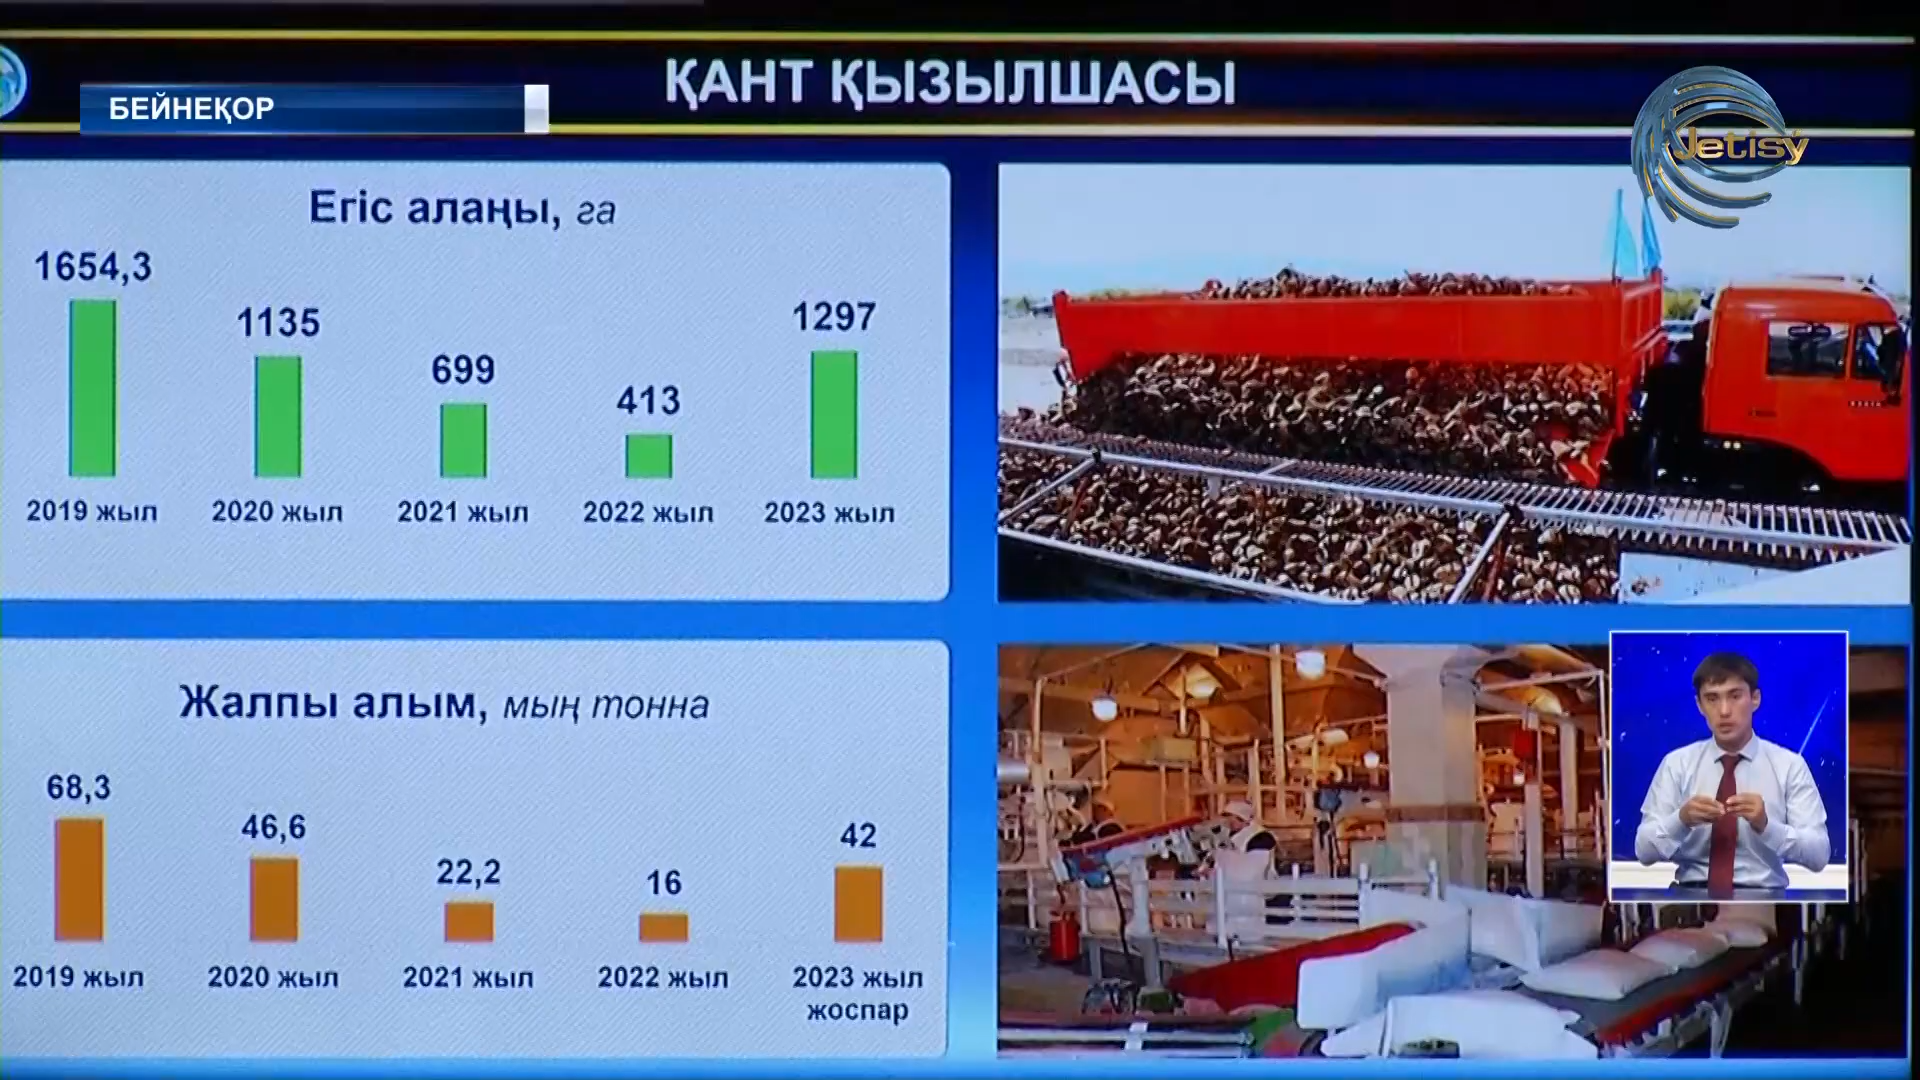 ҚАНТ ҚЫЗЫЛШАСЫ
БЕЙНЕҚОР
Jetisý
Егіс алаңы, га
1654,3
1135
699
413
1297
2019 жыл
2020 жыл
2021 жыл
2022 жыл
2023 жыл
Жалпы алым, мың тонна
68,3
46,6
22,2
16
42
2019 жыл
2020 жыл
2021 жыл
2022 жыл
2023 жыл
жоспар